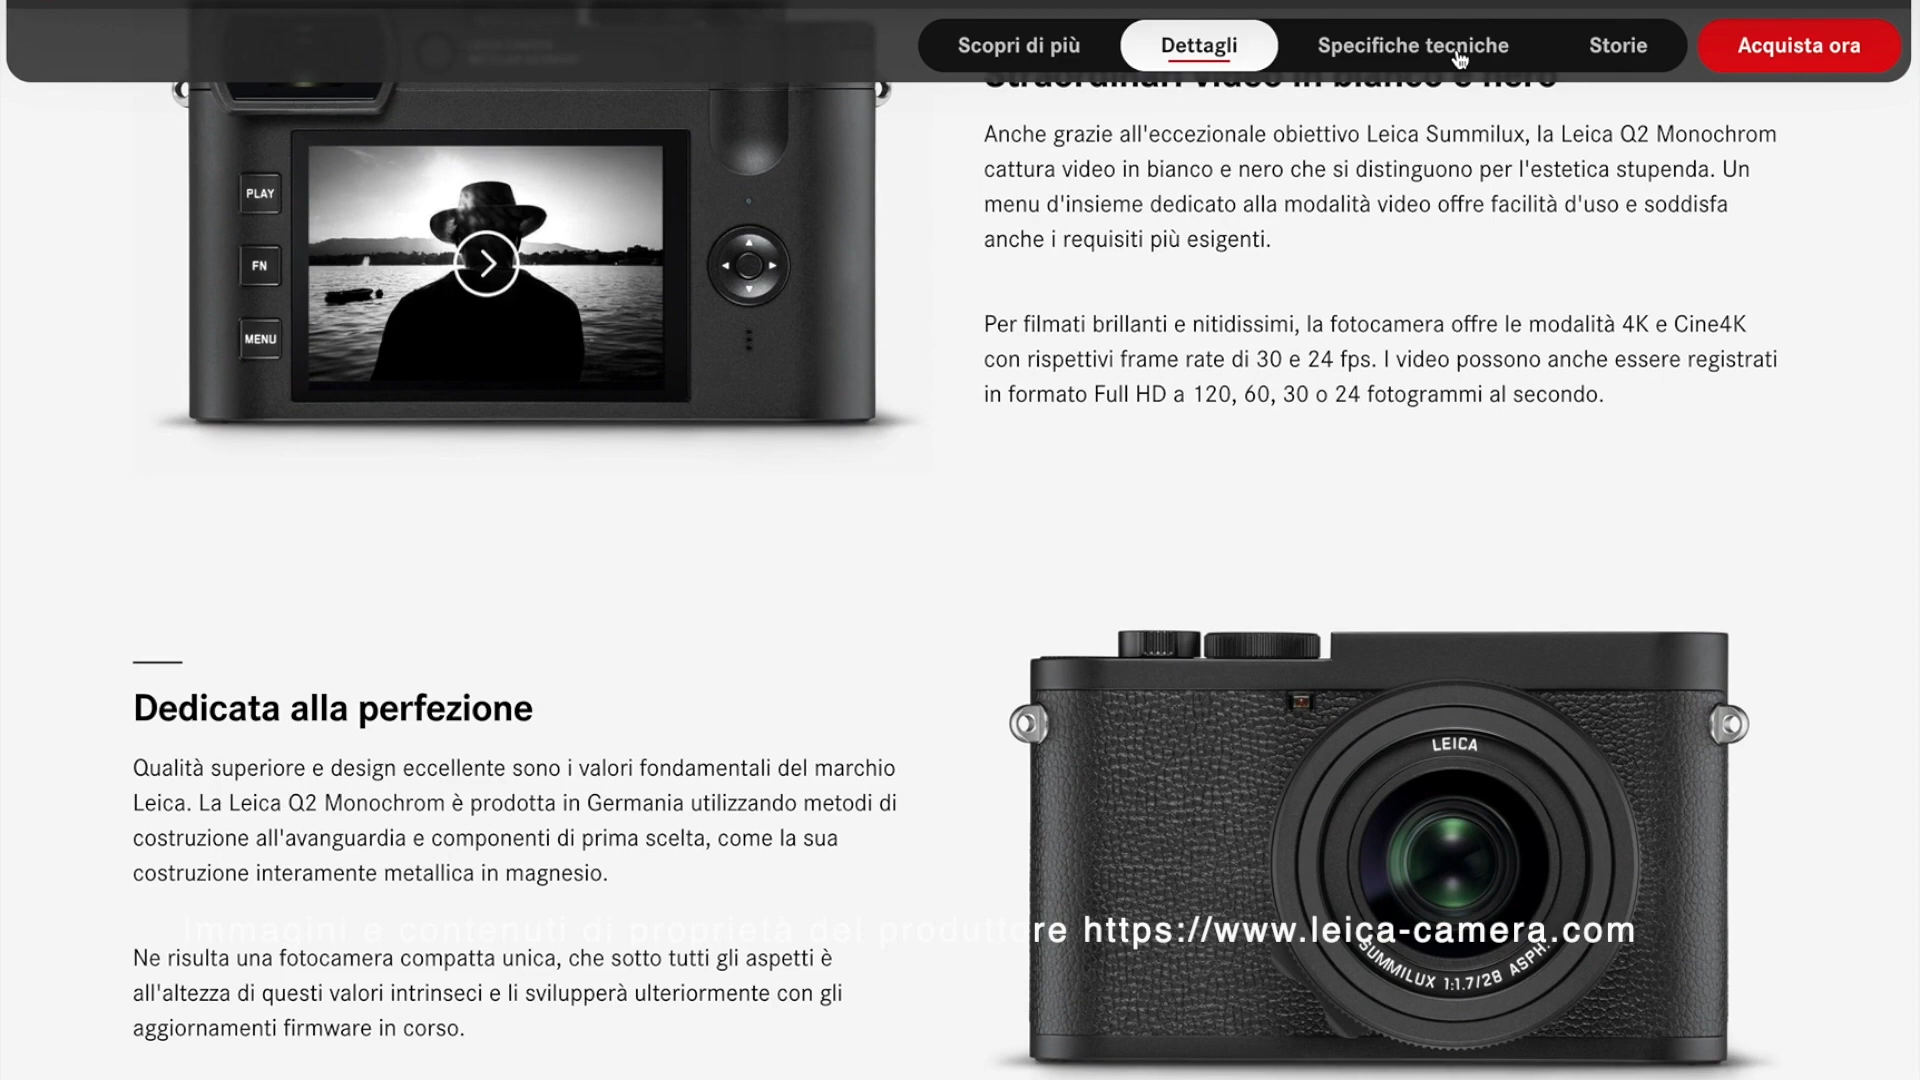 Scopri di più
Dettagli
Specifiche tecniche
Storie
Acquista ora
Straordinari video in bianco e nero
Anche grazie all'eccezionale obiettivo Leica Summilux, la Leica Q2 Monochrom
cattura video in bianco e nero che si distinguono per l'estetica stupenda. Un
menu d'insieme dedicato alla modalità video offre facilità d'uso e soddisfa
anche i requisiti più esigenti.
Per filmati brillanti e nitidissimi, la fotocamera offre le modalità 4K e Cine4K
con rispettivi frame rate di 30 e 24 fps. I video possono anche essere registrati
in formato Full HD a 120, 60, 30 o 24 fotogrammi al secondo.
PLAY
FN
MENU
Dedicata alla perfezione
Qualità superiore e design eccellente sono i valori fondamentali del marchio
Leica. La Leica Q2 Monochrom è prodotta in Germania utilizzando metodi di
costruzione all'avanguardia e componenti di prima scelta, come la sua
costruzione interamente metallica in magnesio.
Immagini e contenuti di proprietà del produttore https://www.leica-camera.com
Ne risulta una fotocamera compatta unica, che sotto tutti gli aspetti è
all'altezza di questi valori intrinseci e li svilupperà ulteriormente con gli
aggiornamenti firmware in corso.
LEICA
SUMMILUX 1:1.7/28 ASPH.